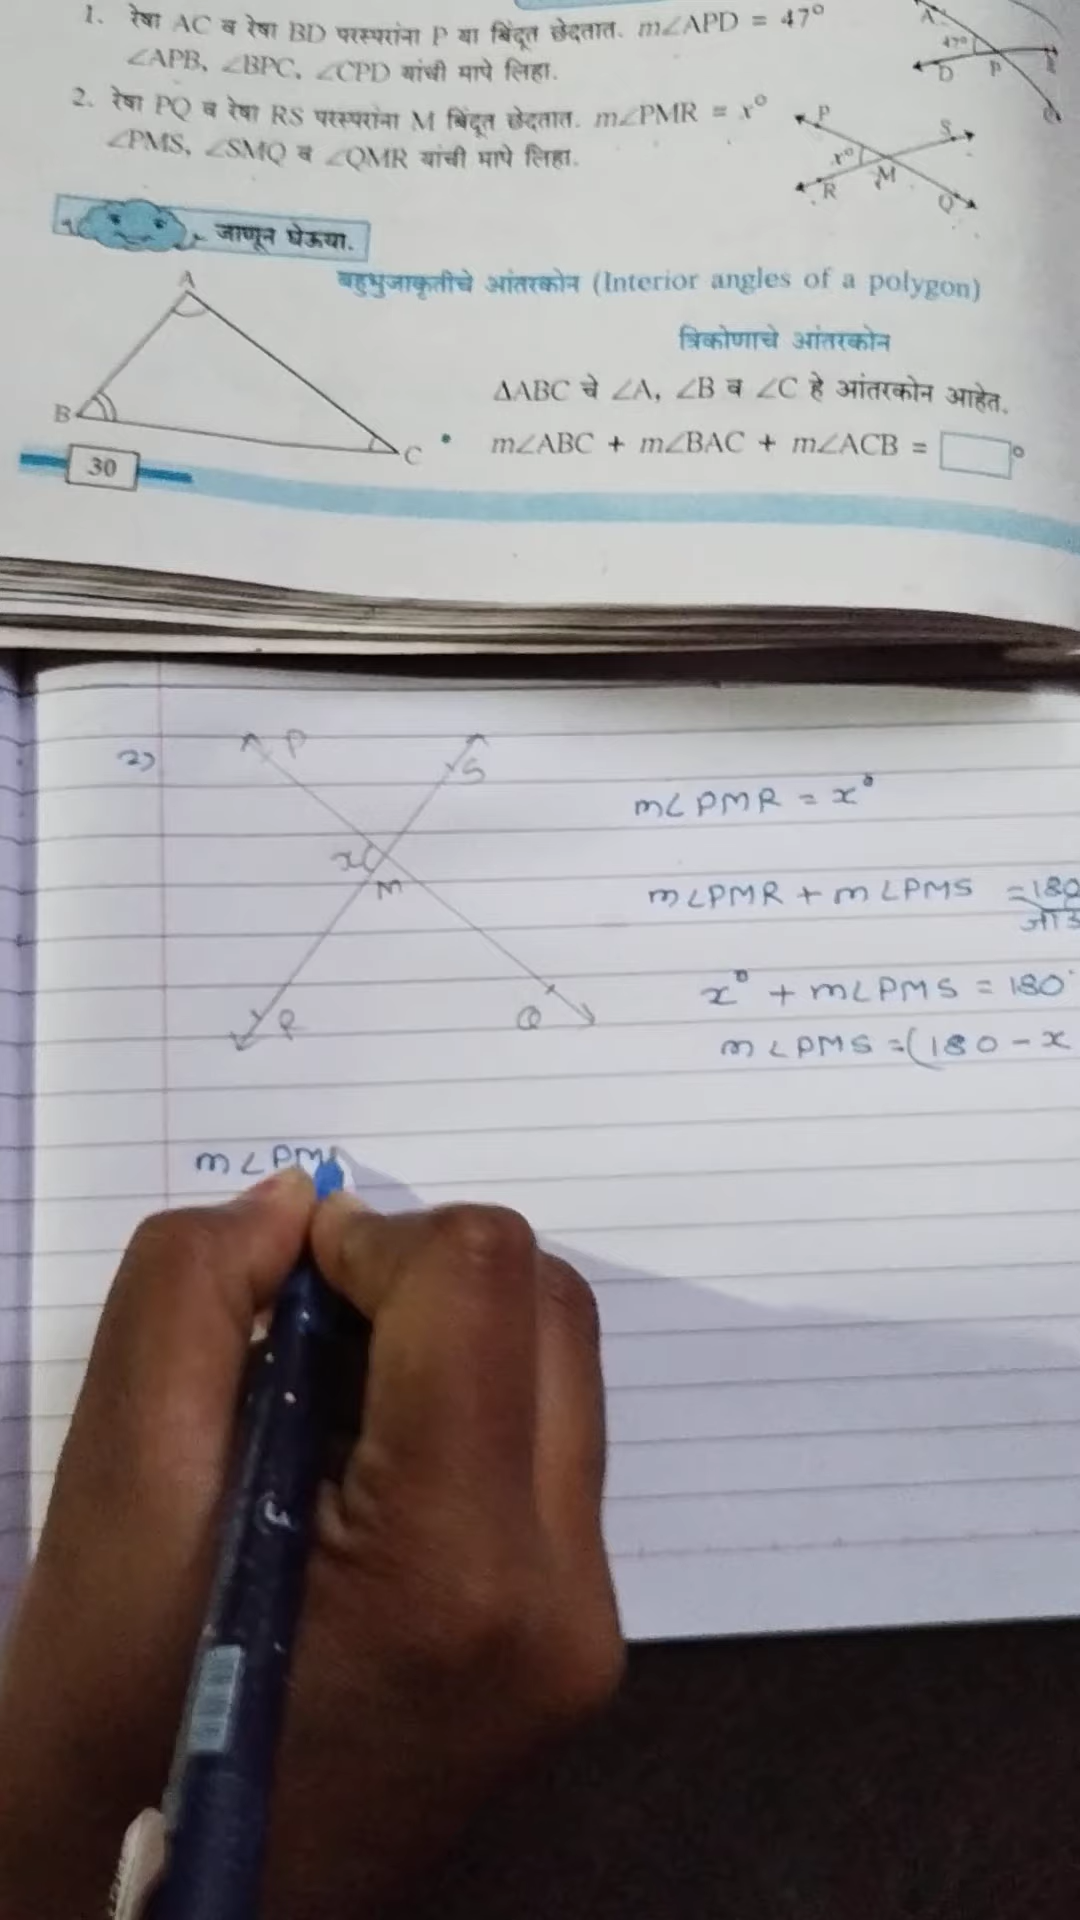 1. रेषा AC व रेषा BD परस्परांना P या बिंदूत छेदतात. m∠APD = 47°
∠APB, ∠BPC, ∠CPD यांची मापे लिहा.
A
47°
D
P
2. रेषा PQ व रेषा RS परस्परांना M बिंदूत छेदतात. m∠PMR = x°
∠PMS, ∠SMQ व ∠QMR यांची मापे लिहा.
P
S
x°
M
R
Q
जाणून घेऊया.
बहुभुजाकृतीचे आंतरकोन (Interior angles of a polygon)
त्रिकोणाचे आंतरकोन
A
B
C
ΔABC चे ∠A, ∠B व ∠C हे आंतरकोन आहेत.
• m∠ABC + m∠BAC + m∠ACB = °
30
2)
P
S
x
M
R
Q
m∠PMR = x°
m∠PMR + m∠PMS = 180
x° + m∠PMS = 180°
m∠PMS = (180 - x
m∠PM